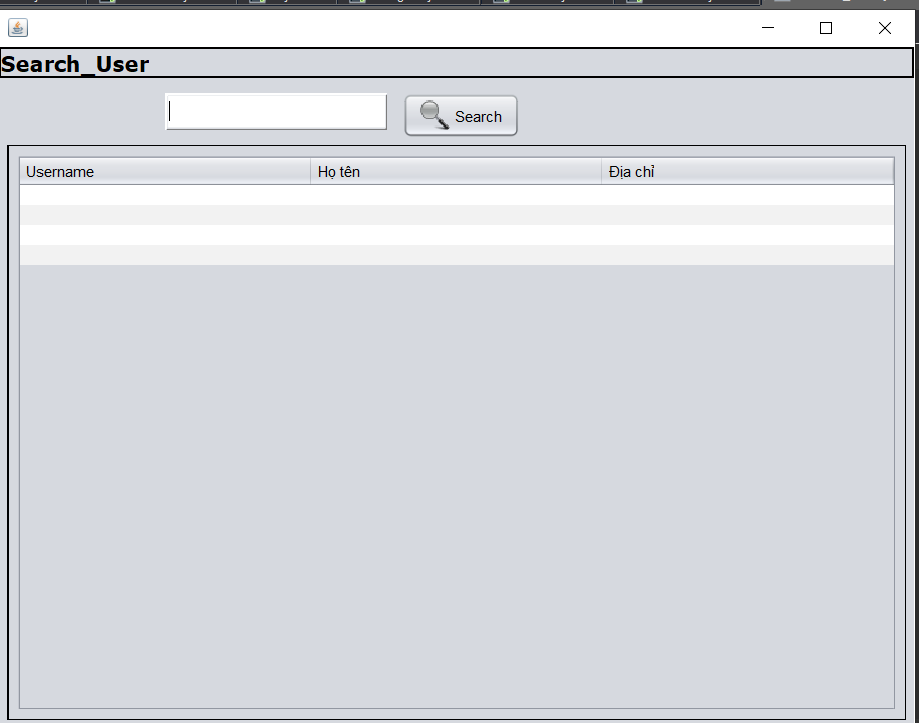 Search_User
Search
Username Họ tên Địa chỉ